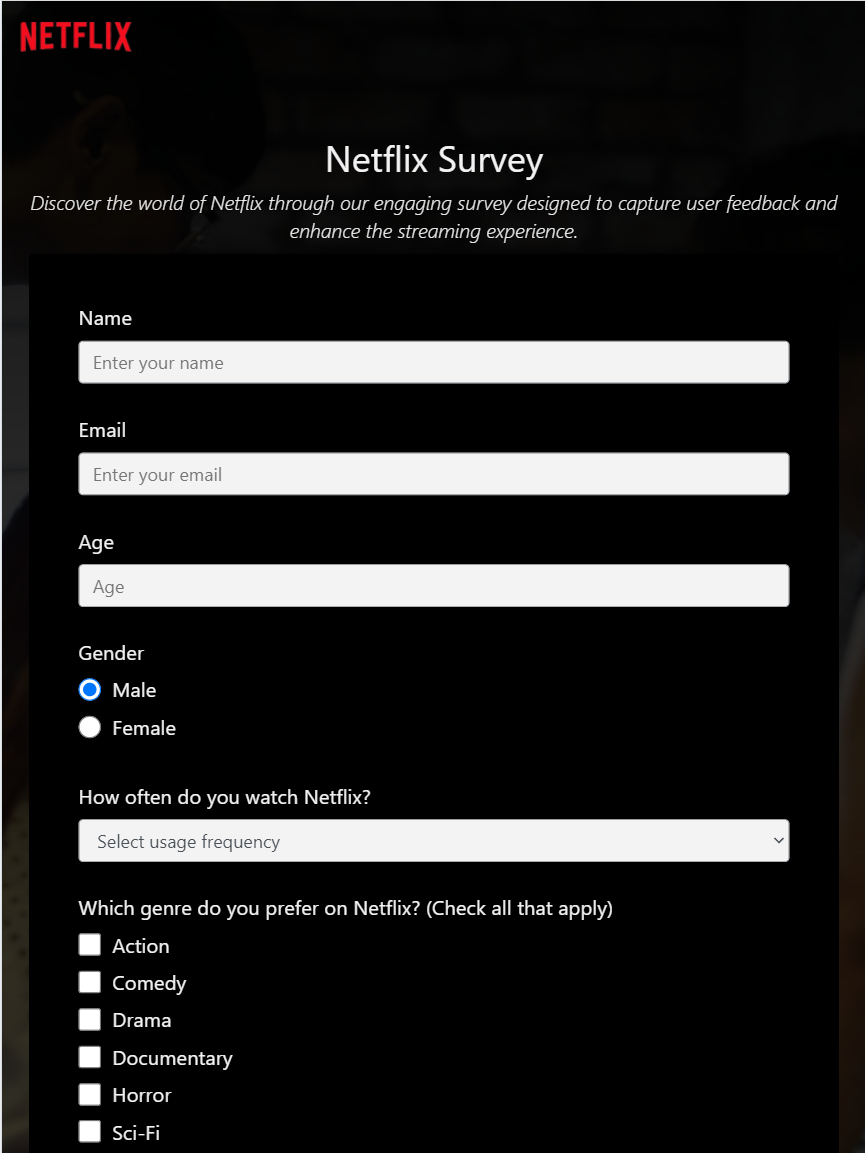 NETFLIX
Netflix Survey
Discover the world of Netflix through our engaging survey designed to capture user feedback and
enhance the streaming experience.
Name
Enter your name
Email
Enter your email
Age
Age
Gender
Male
Female
How often do you watch Netflix?
Select usage frequency
Which genre do you prefer on Netflix? (Check all that apply)
Action
Comedy
Drama
Documentary
Horror
Sci-Fi